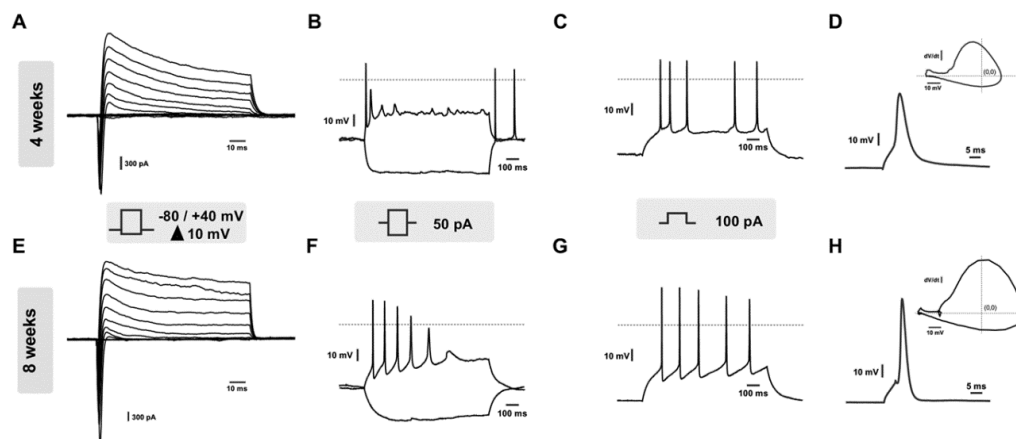 A
B
C
D
4 weeks
300 pA
10 ms
10 mV
100 ms
10 mV
100 ms
dV/dt
(0,0)
10 mV
10 mV
5 ms
-80 / +40 mV
▲ 10 mV
50 pA
100 pA
E
F
G
H
8 weeks
300 pA
10 ms
10 mV
100 ms
10 mV
100 ms
dV/dt
(0,0)
10 mV
10 mV
5 ms